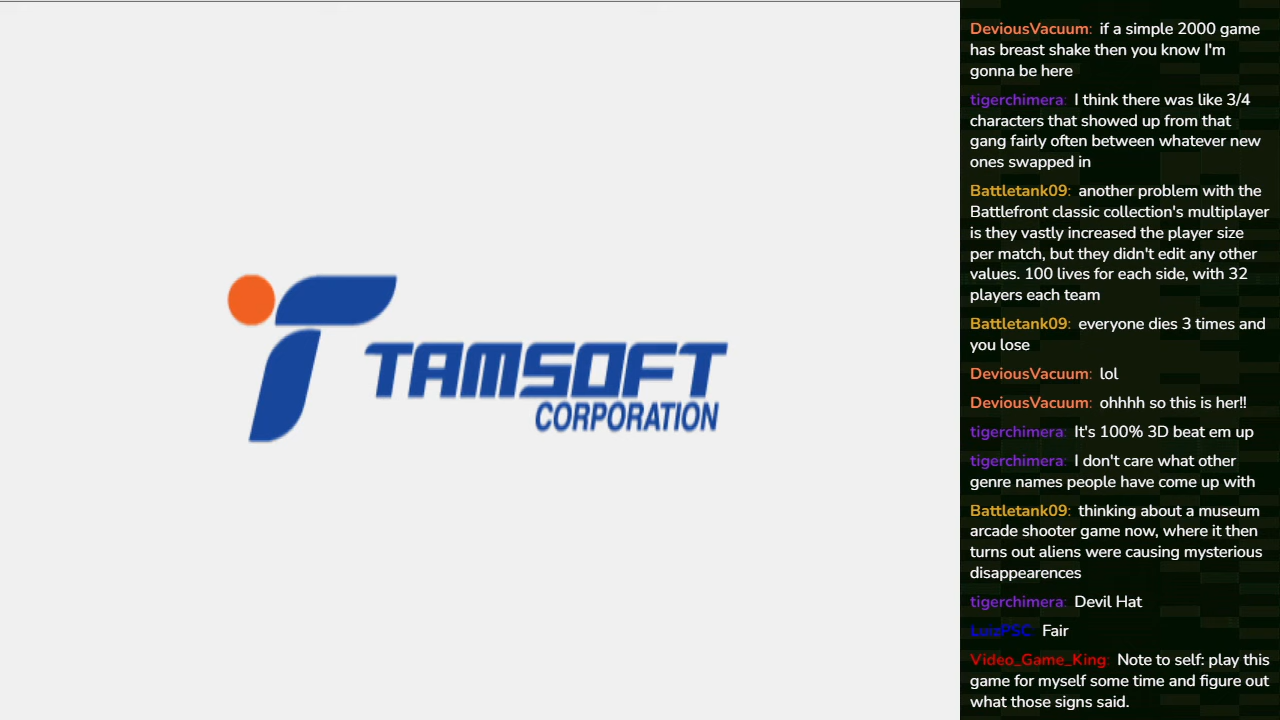 TAMSOFT
CORPORATION
DeviousVacuum: if a simple 2000 game
has breast shake then you know I'm
gonna be here
tigerchimera: I think there was like 3/4
characters that showed up from that
gang fairly often between whatever new
ones swapped in
Battletank09: another problem with the
Battlefront classic collection's multiplayer
is they vastly increased the player size
per match, but they didn't edit any other
values. 100 lives for each side, with 32
players each team
Battletank09: everyone dies 3 times and
you lose
DeviousVacuum: lol
DeviousVacuum: ohhhh so this is her!!
tigerchimera: It's 100% 3D beat em up
tigerchimera: I don't care what other
genre names people have come up with
Battletank09: thinking about a museum
arcade shooter game now, where it then
turns out aliens were causing mysterious
disappearences
tigerchimera: Devil Hat
LuizPSC: Fair
Video_Game_King: Note to self: play this
game for myself some time and figure out
what those signs said.